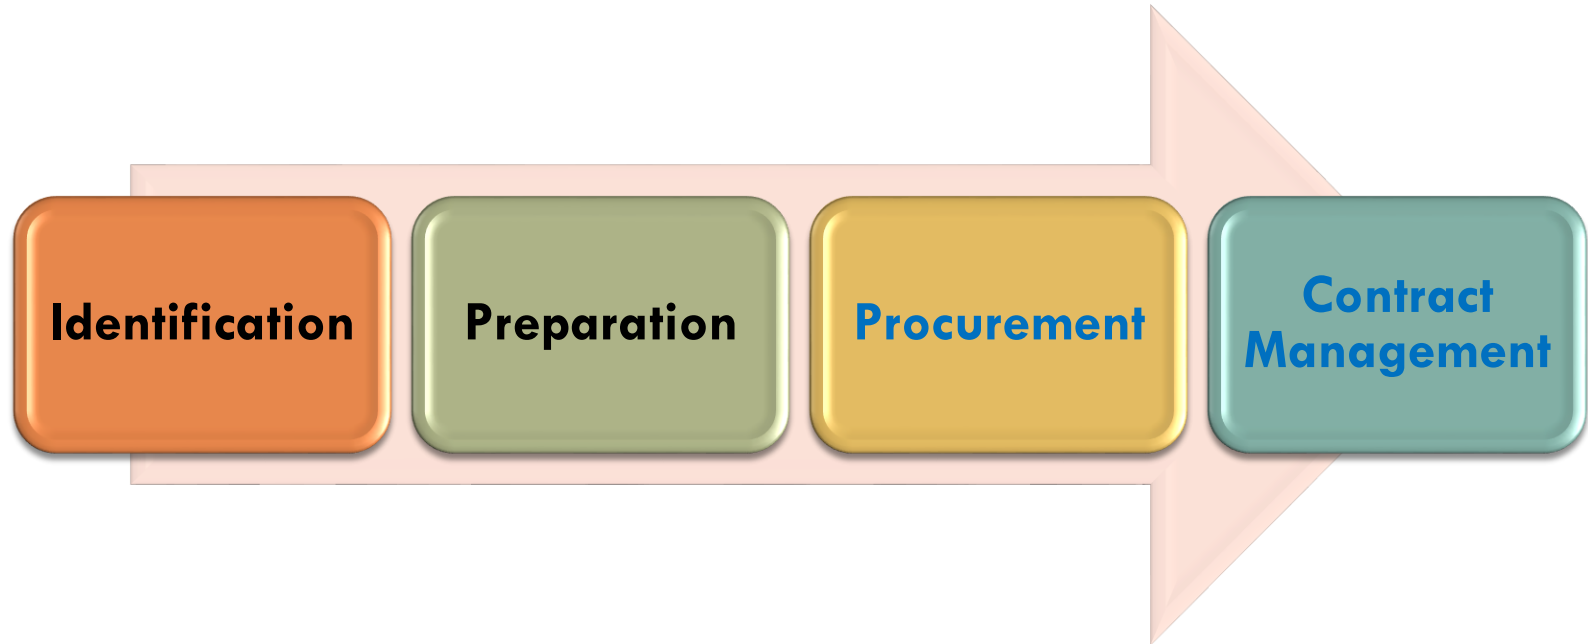 Identification
Preparation
Procurement
Contract
Management